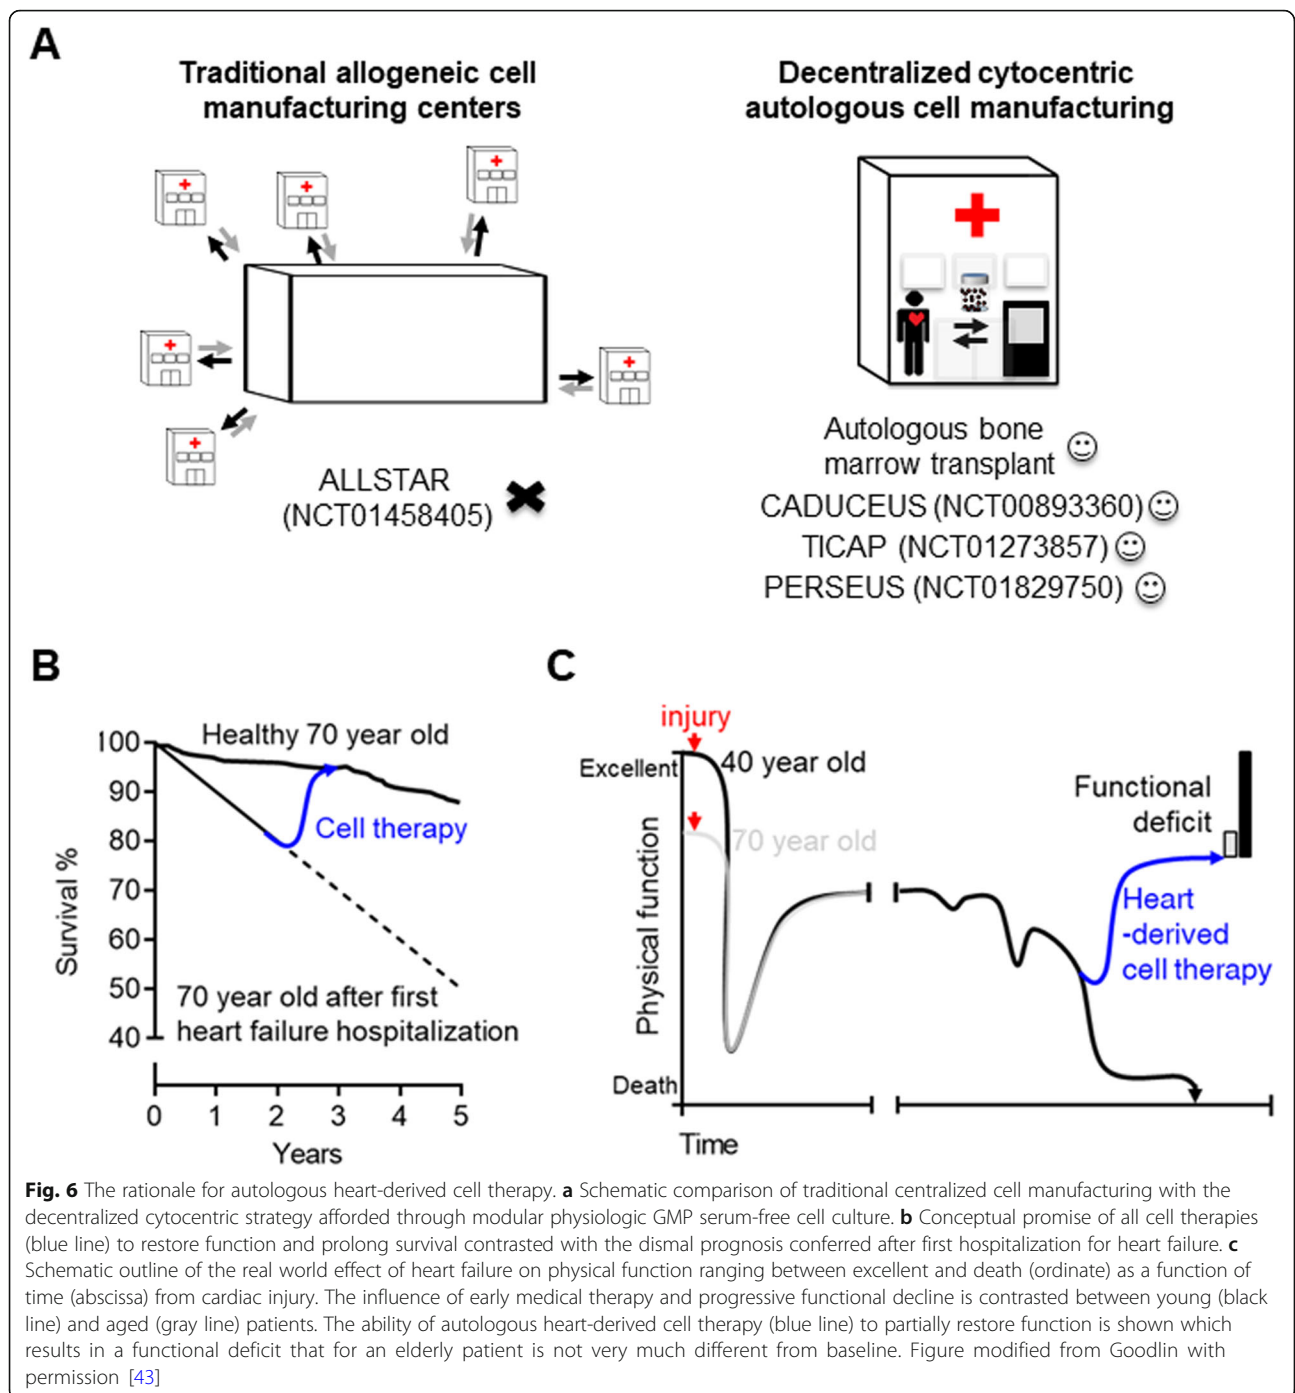 A
Traditional allogeneic cell
manufacturing centers
ALLSTAR
(NCT01458405)
Decentralized cytocentric
autologous cell manufacturing
Autologous bone
marrow transplant
CADUCEUS (NCT00893360)
TICAP (NCT01273857)
PERSEUS (NCT01829750)
B
Survival %
100
90
80
70
60
50
40
Healthy 70 year old
Cell therapy
70 year old after first
heart failure hospitalization
0 1 2 3 4 5
Years
C
injury
Excellent
40 year old
70 year old
Physical function
Death
Time
Functional
deficit
Heart
-derived
cell therapy
Fig. 6 The rationale for autologous heart-derived cell therapy. a Schematic comparison of traditional centralized cell manufacturing with the
decentralized cytocentric strategy afforded through modular physiologic GMP serum-free cell culture. b Conceptual promise of all cell therapies
(blue line) to restore function and prolong survival contrasted with the dismal prognosis conferred after first hospitalization for heart failure. c
Schematic outline of the real world effect of heart failure on physical function ranging between excellent and death (ordinate) as a function of
time (abscissa) from cardiac injury. The influence of early medical therapy and progressive functional decline is contrasted between young (black
line) and aged (gray line) patients. The ability of autologous heart-derived cell therapy (blue line) to partially restore function is shown which
results in a functional deficit that for an elderly patient is not very much different from baseline. Figure modified from Goodlin with
permission [43]